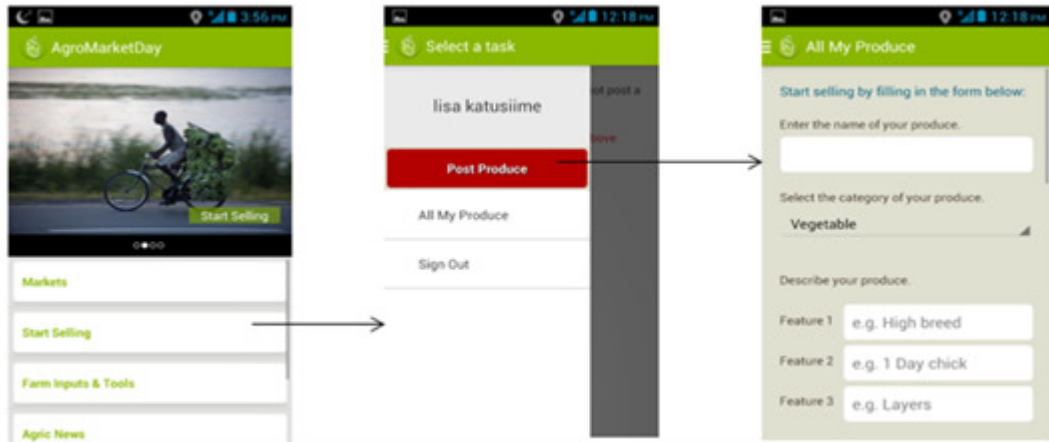 3:56 PM
AgroMarketDay
Start Selling
Markets
Start Selling
Farm Inputs & Tools
Agric News
12:18 PM
Select a task
lisa katusiime
ot post a
bove
Post Produce
All My Produce
Sign Out
12:18 PM
All My Produce
Start selling by filling in the form below:
Enter the name of your produce.
Select the category of your produce.
Vegetable
Describe your produce.
Feature 1 e.g. High breed
Feature 2 e.g. 1 Day chick
Feature 3 e.g. Layers